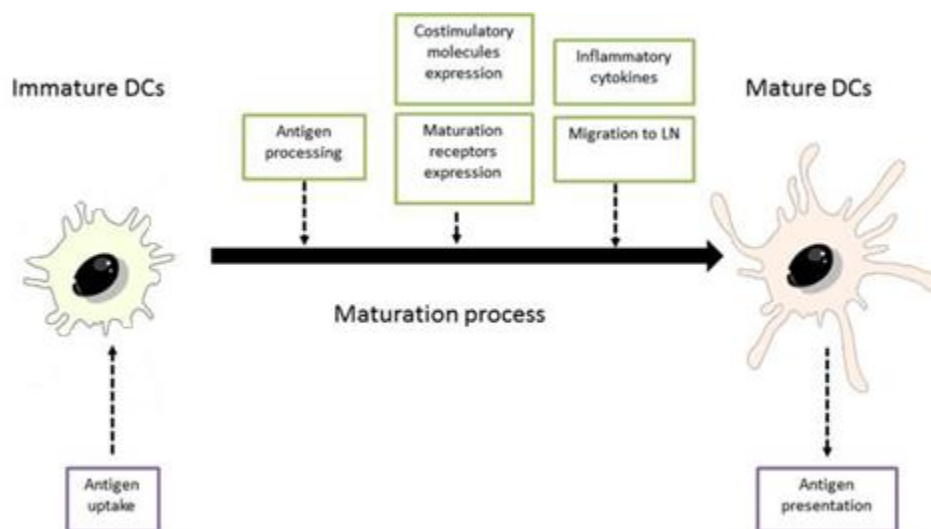 Immature DCs
Antigen
processing
Costimulatory
molecules
expression
Maturation
receptors
expression
Inflammatory
cytokines
Migration to LN
Mature DCs
Maturation process
Antigen
uptake
Antigen
presentation